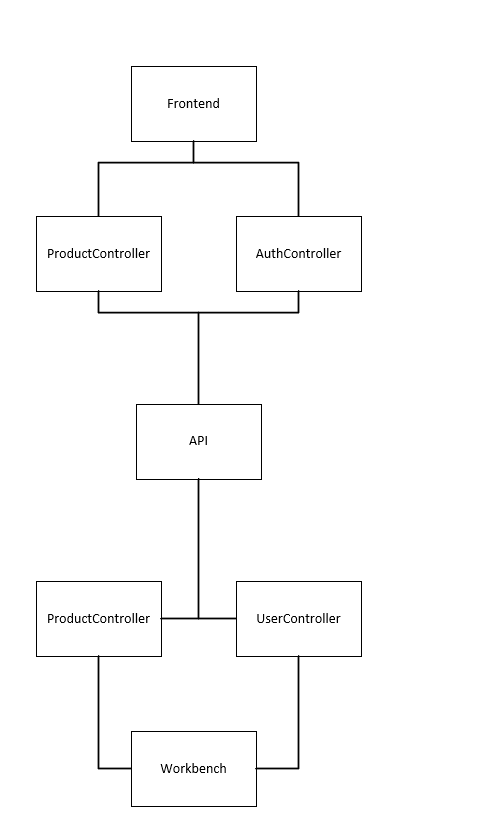 Frontend
ProductController
AuthController
API
ProductController
UserController
Workbench